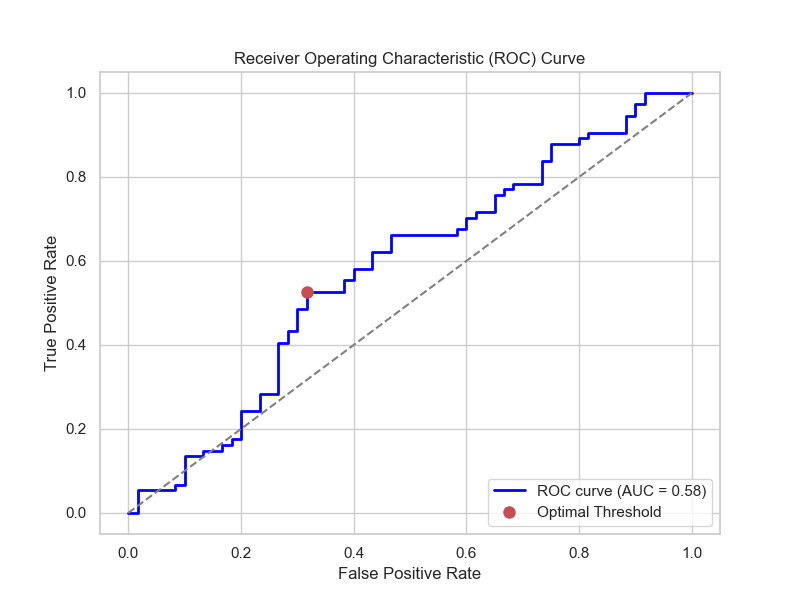 Receiver Operating Characteristic (ROC) Curve
True Positive Rate
1.0
0.8
0.6
0.4
0.2
0.0
ROC curve (AUC = 0.58)
Optimal Threshold
0.0 0.2 0.4 0.6 0.8 1.0
False Positive Rate